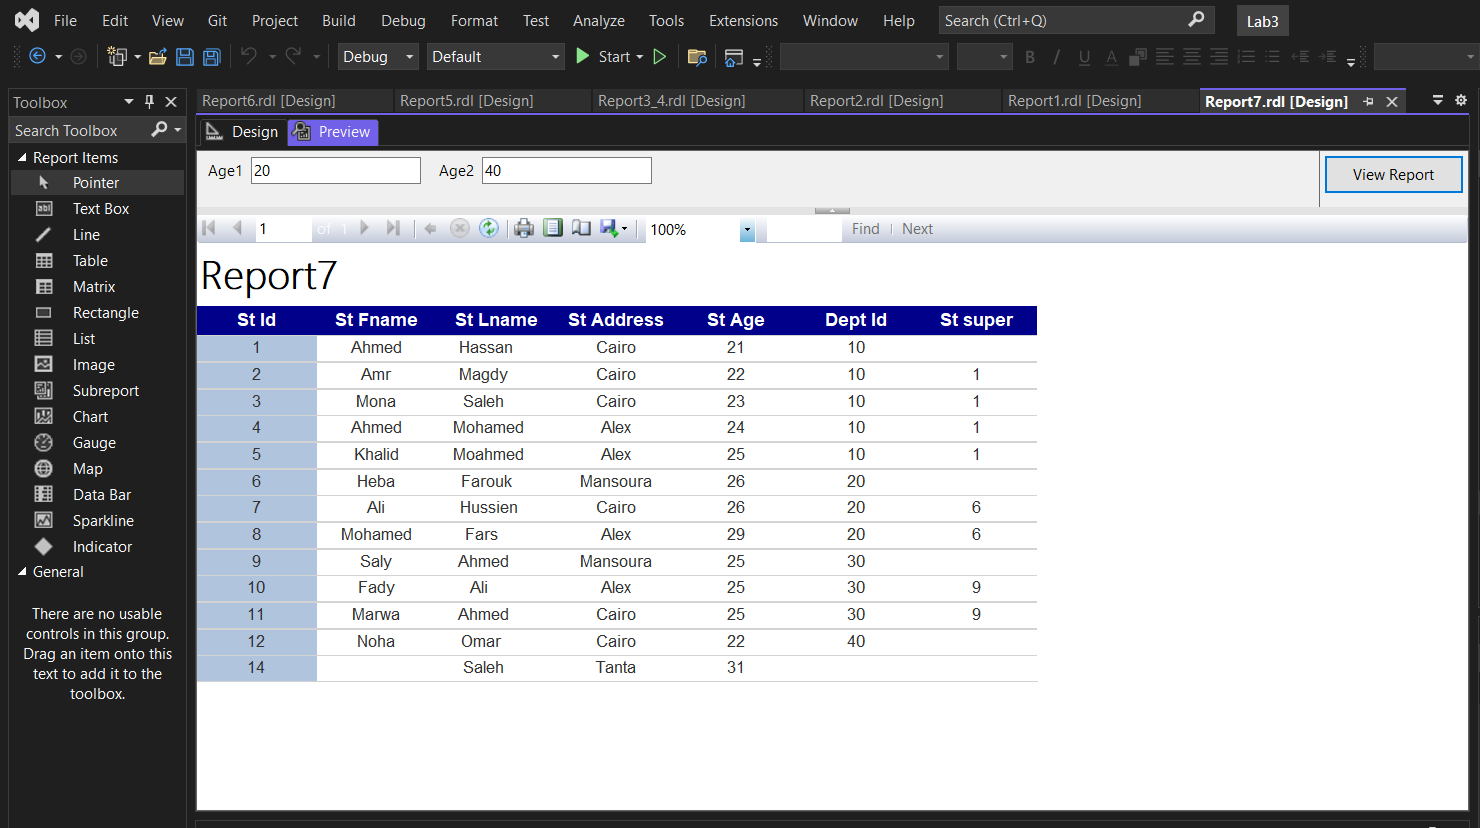 File Edit View Git Project Build Debug Format Test Analyze Tools Extensions Window Help Search (Ctrl+Q) Lab3
Debug Default Start B I U A
Toolbox
Report6.rdl [Design] Report5.rdl [Design] Report3_4.rdl [Design] Report2.rdl [Design] Report1.rdl [Design] Report7.rdl [Design]
Search Toolbox
Design Preview
Report Items
Pointer
Text Box
Line
Table
Matrix
Rectangle
List
Image
Subreport
Chart
Gauge
Map
Data Bar
Sparkline
Indicator
General
There are no usable
controls in this group.
Drag an item onto this
text to add it to the
toolbox.
Age1 20 Age2 40 View Report
1 of 1 100% Find | Next
Report7
St Id St Fname St Lname St Address St Age Dept Id St super
1 Ahmed Hassan Cairo 21 10
2 Amr Magdy Cairo 22 10 1
3 Mona Saleh Cairo 23 10 1
4 Ahmed Mohamed Alex 24 10 1
5 Khalid Moahmed Alex 25 10 1
6 Heba Farouk Mansoura 26 20
7 Ali Hussien Cairo 26 20 6
8 Mohamed Fars Alex 29 20 6
9 Saly Ahmed Mansoura 25 30
10 Fady Ali Alex 25 30 9
11 Marwa Ahmed Cairo 25 30 9
12 Noha Omar Cairo 22 40
14 Saleh Tanta 31